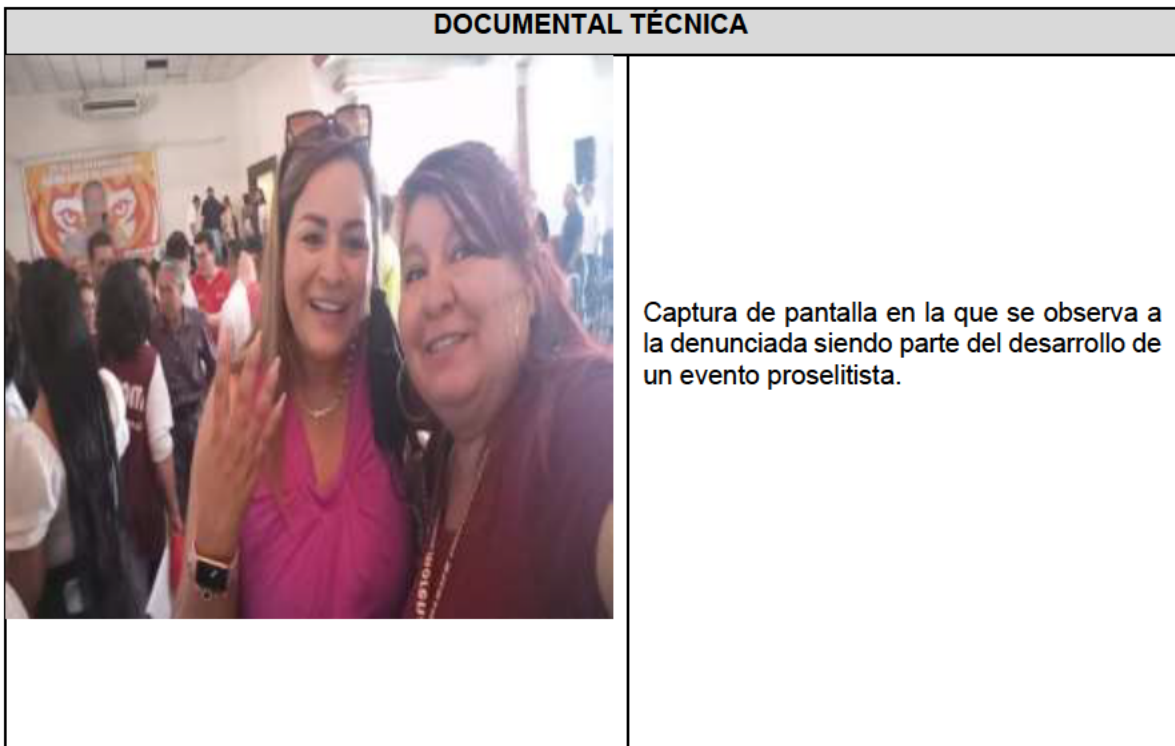 DOCUMENTAL TÉCNICA
Captura de pantalla en la que se observa a
la denunciada siendo parte del desarrollo de
un evento proselitista.